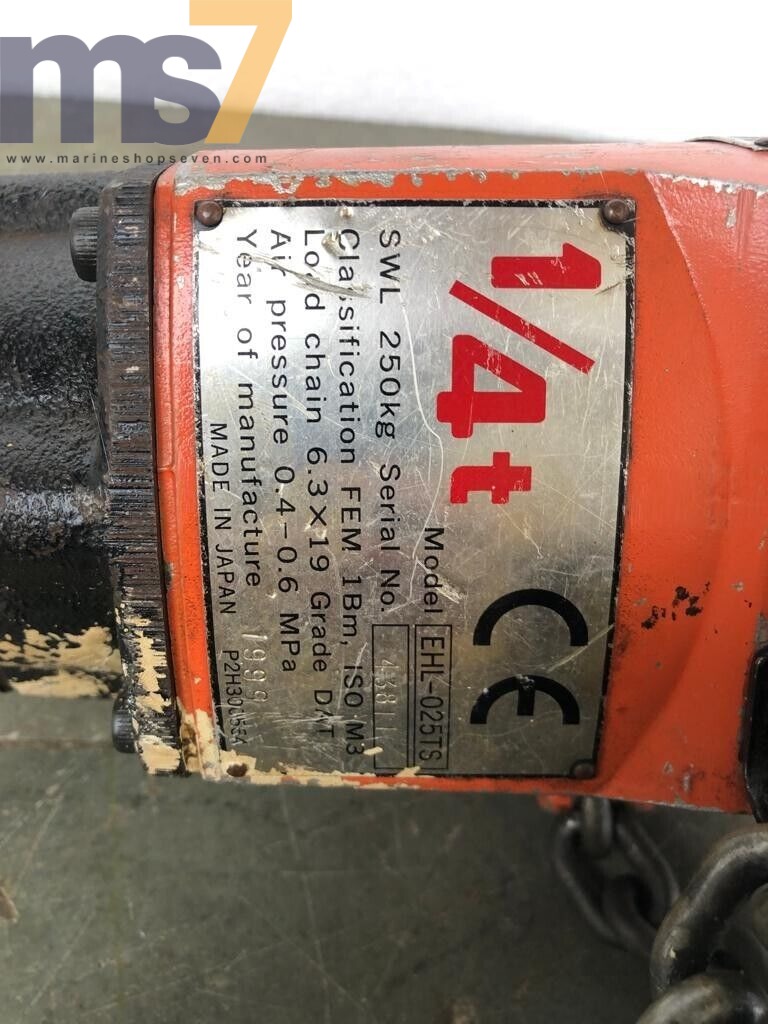 ms7
www.marineshopseven.com
1/4t
CE
Model EHL-025TS
SWL 250kg Serial No.
Classification FEM 1Bm, ISO M3
Load chain 6.3×19 Grade DAT
Air pressure 0.4-0.6 MPa
Year of manufacture 1999
MADE IN JAPAN